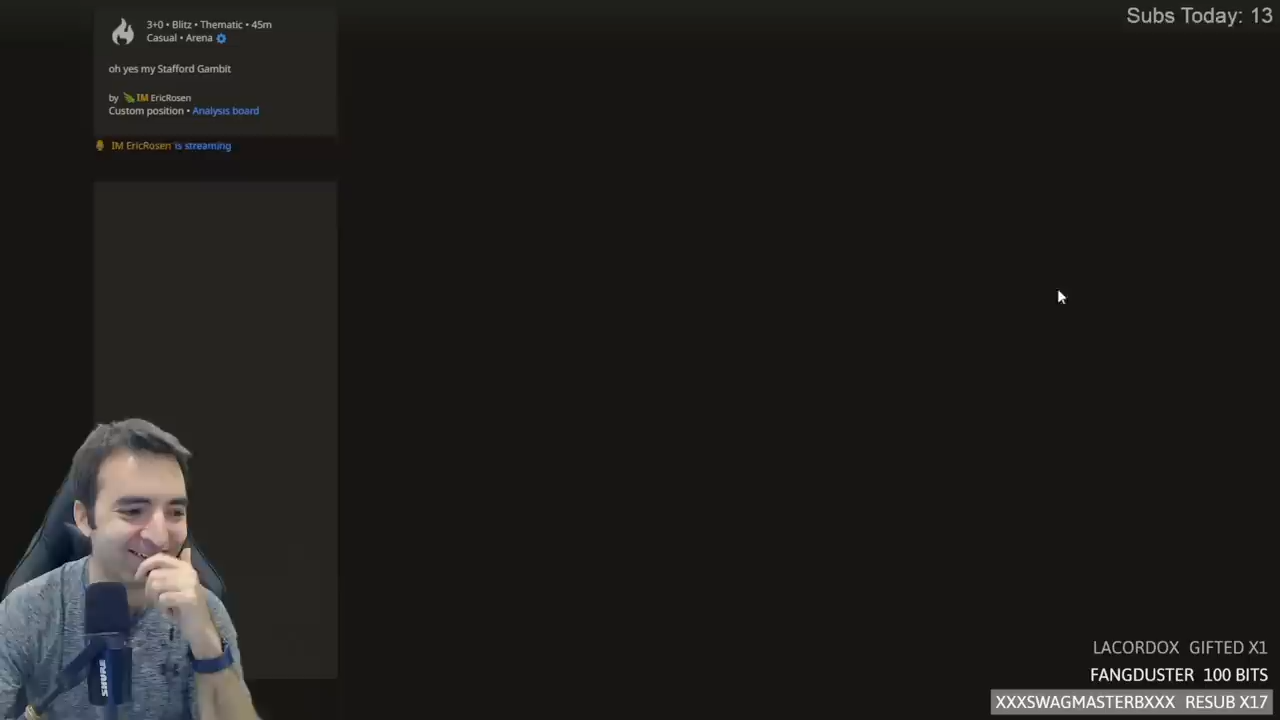 Subs Today: 13
3+0 • Blitz • Thematic • 45m
Casual • Arena
oh yes my Stafford Gambit
by IM EricRosen
Custom position • Analysis board
IM EricRosen is streaming
LACORDOX GIFTED X1
FANGDUSTER 100 BITS
XXXSWAGMASTERBXXX RESUB X17
SHURE